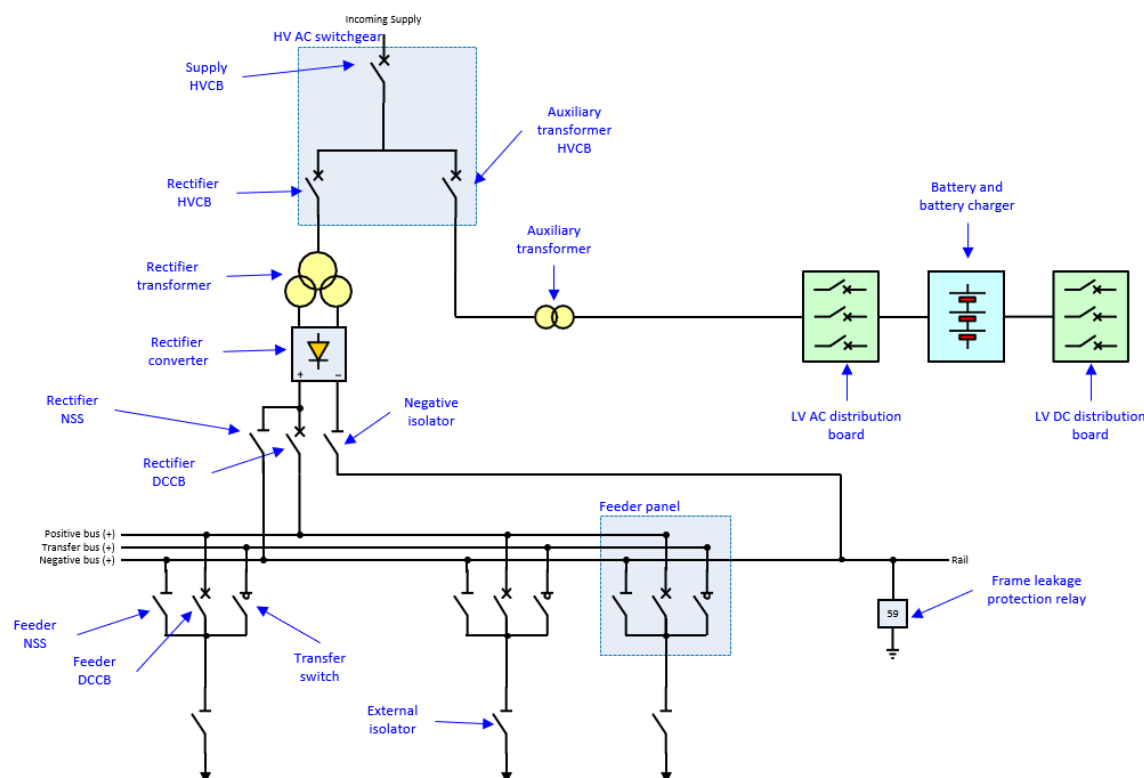 Incoming Supply
HV AC switchgear
Supply
HVCB
Auxiliary
transformer
HVCB
Rectifier
HVCB
Battery and
battery charger
Auxiliary
transformer
Rectifier
transformer
Rectifier
converter
+
−
Rectifier
NSS
Negative
isolator
LV AC distribution
board
LV DC distribution
board
Rectifier
DCCB
Feeder panel
Positive bus (+)
Transfer bus (+)
Negative bus (+)
Rail
Frame leakage
protection relay
59
Feeder
NSS
Feeder
DCCB
Transfer
switch
External
isolator